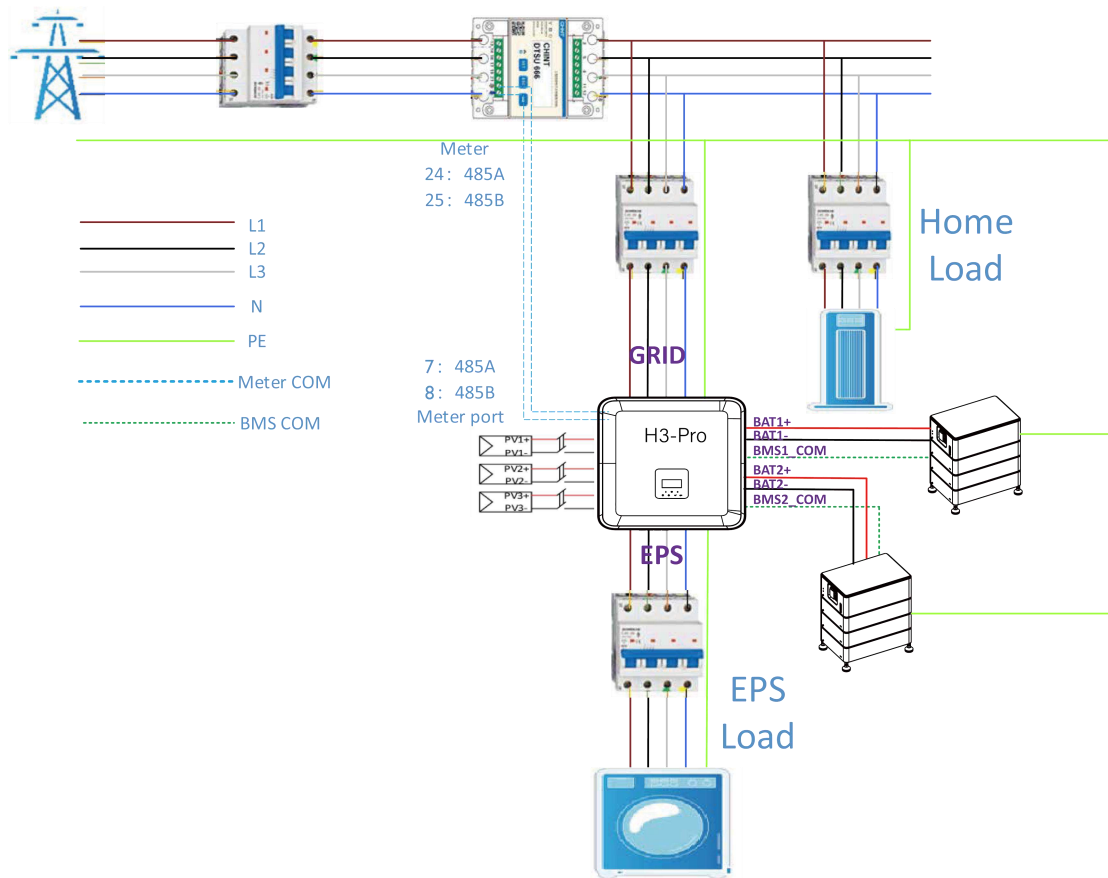 CHINT
DTSU 666
Meter
24: 485A
25: 485B
L1
L2
L3
N
PE
Meter COM
BMS COM
Home
Load
GRID
7: 485A
8: 485B
Meter port
H3-Pro
PV1+
PV1-
PV2+
PV2-
PV3+
PV3-
BAT1+
BAT1-
BMS1_COM
BAT2+
BAT2-
BMS2_COM
EPS
EPS
Load